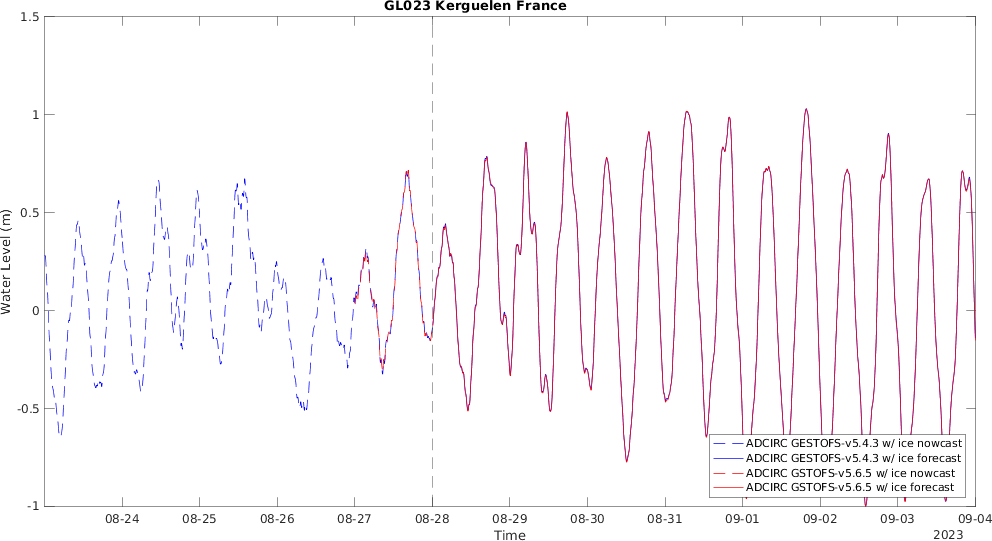 GL023 Kerguelen France
1.5
1
0.5
0
-0.5
-1
Water Level (m)
08-24 08-25 08-26 08-27 08-28 08-29 08-30 08-31 09-01 09-02 09-03 09-04
Time
2023
ADCIRC GESTOFS-v5.4.3 w/ ice nowcast
ADCIRC GESTOFS-v5.4.3 w/ ice forecast
ADCIRC GSTOFS-v5.6.5 w/ ice nowcast
ADCIRC GSTOFS-v5.6.5 w/ ice forecast